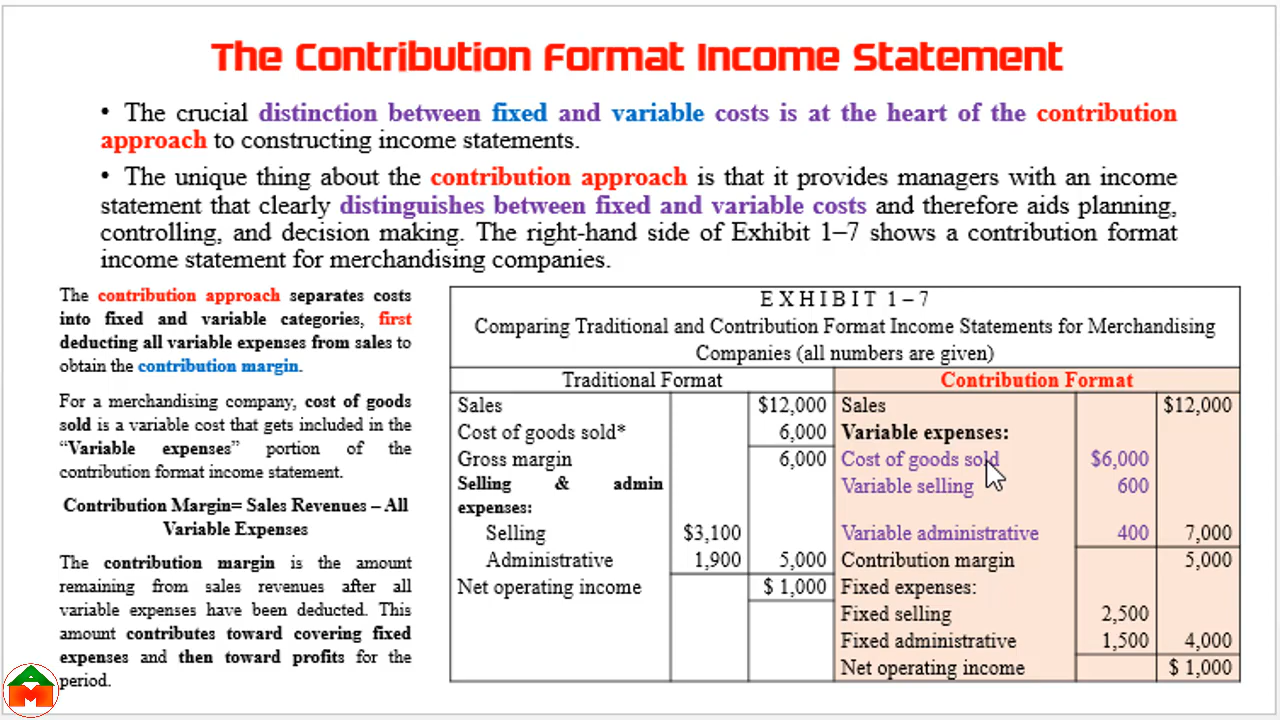 The Contribution Format Income Statement
• The crucial distinction between fixed and variable costs is at the heart of the contribution
approach to constructing income statements.
• The unique thing about the contribution approach is that it provides managers with an income
statement that clearly distinguishes between fixed and variable costs and therefore aids planning,
controlling, and decision making. The right-hand side of Exhibit 1–7 shows a contribution format
income statement for merchandising companies.
The contribution approach separates costs
into fixed and variable categories, first
deducting all variable expenses from sales to
obtain the contribution margin.
For a merchandising company, cost of goods
sold is a variable cost that gets included in the
“Variable expenses” portion of the
contribution format income statement.
Contribution Margin= Sales Revenues – All
Variable Expenses
The contribution margin is the amount
remaining from sales revenues after all
variable expenses have been deducted. This
amount contributes toward covering fixed
expenses and then toward profits for the
period.
EXHIBIT 1–7
Comparing Traditional and Contribution Format Income Statements for Merchandising
Companies (all numbers are given)
Traditional Format Contribution Format
Sales $12,000 Sales $12,000
Cost of goods sold* 6,000 Variable expenses:
Gross margin 6,000 Cost of goods sold $6,000
Selling & admin Variable selling 600
expenses:
Selling $3,100 Variable administrative 400 7,000
Administrative 1,900 5,000 Contribution margin 5,000
Net operating income $ 1,000 Fixed expenses:
Fixed selling 2,500
Fixed administrative 1,500 4,000
Net operating income $ 1,000
AM